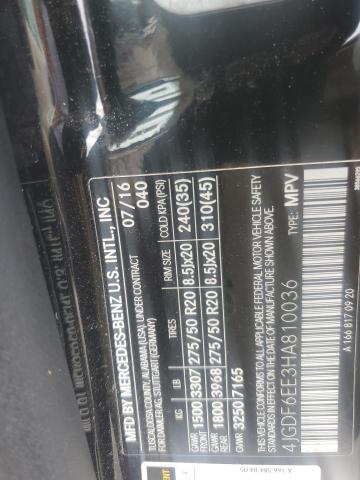 MFD BY MERCEDES-BENZ U.S. INTL., INC
TUSCALOOSA COUNTY, ALABAMA (USA) UNDER CONTRACT
FOR DAIMLER AG, STUTTGART (GERMANY)
07/16
040
KG LB TIRES RIM SIZE COLD KPA(PSI)
GAWR FRONT 1500 3307 275/50 R20 8.5Jx20 240(35)
GAWR REAR 1800 3968 275/50 R20 8.5Jx20 310(45)
GVWR 3250 7165
THIS VEHICLE CONFORMS TO ALL APPLICABLE FEDERAL MOTOR VEHICLE SAFETY
STANDARDS IN EFFECT ON THE DATE OF MANUFACTURE SHOWN ABOVE.
4JGDF6EE3HA810036
TYPE: MPV
A 166 817 09 20
A 166 584 04 05